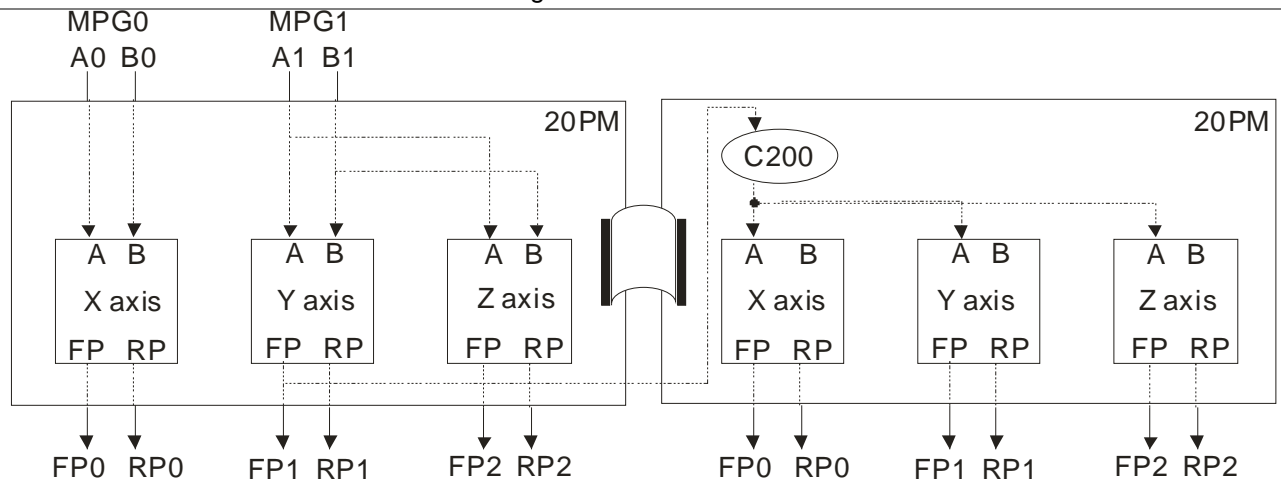 MPG0 MPG1
A0 B0 A1 B1
20PM 20PM
C200
A B A B A B A B A B A B
X axis Y axis Z axis X axis Y axis Z axis
FP RP FP RP FP RP FP RP FP RP FP RP
FP0 RP0 FP1 RP1 FP2 RP2 FP0 RP0 FP1 RP1 FP2 RP2